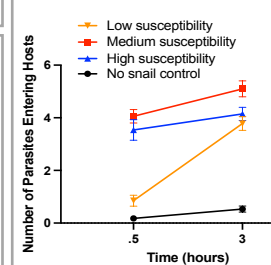 Low susceptibility
Medium susceptibility
High susceptibility
No snail control
Number of Parasites Entering Hosts
6
4
2
0
.5
3
Time (hours)